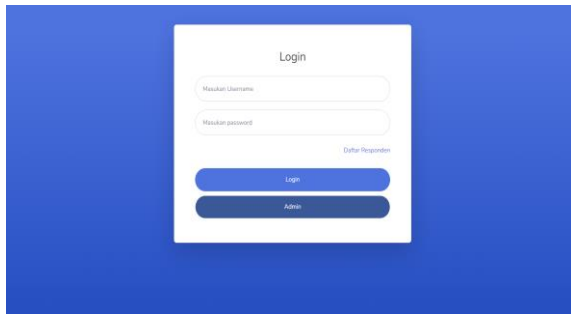 Login
Masukan Username
Masukan password
Daftar Responden
Login
Admin